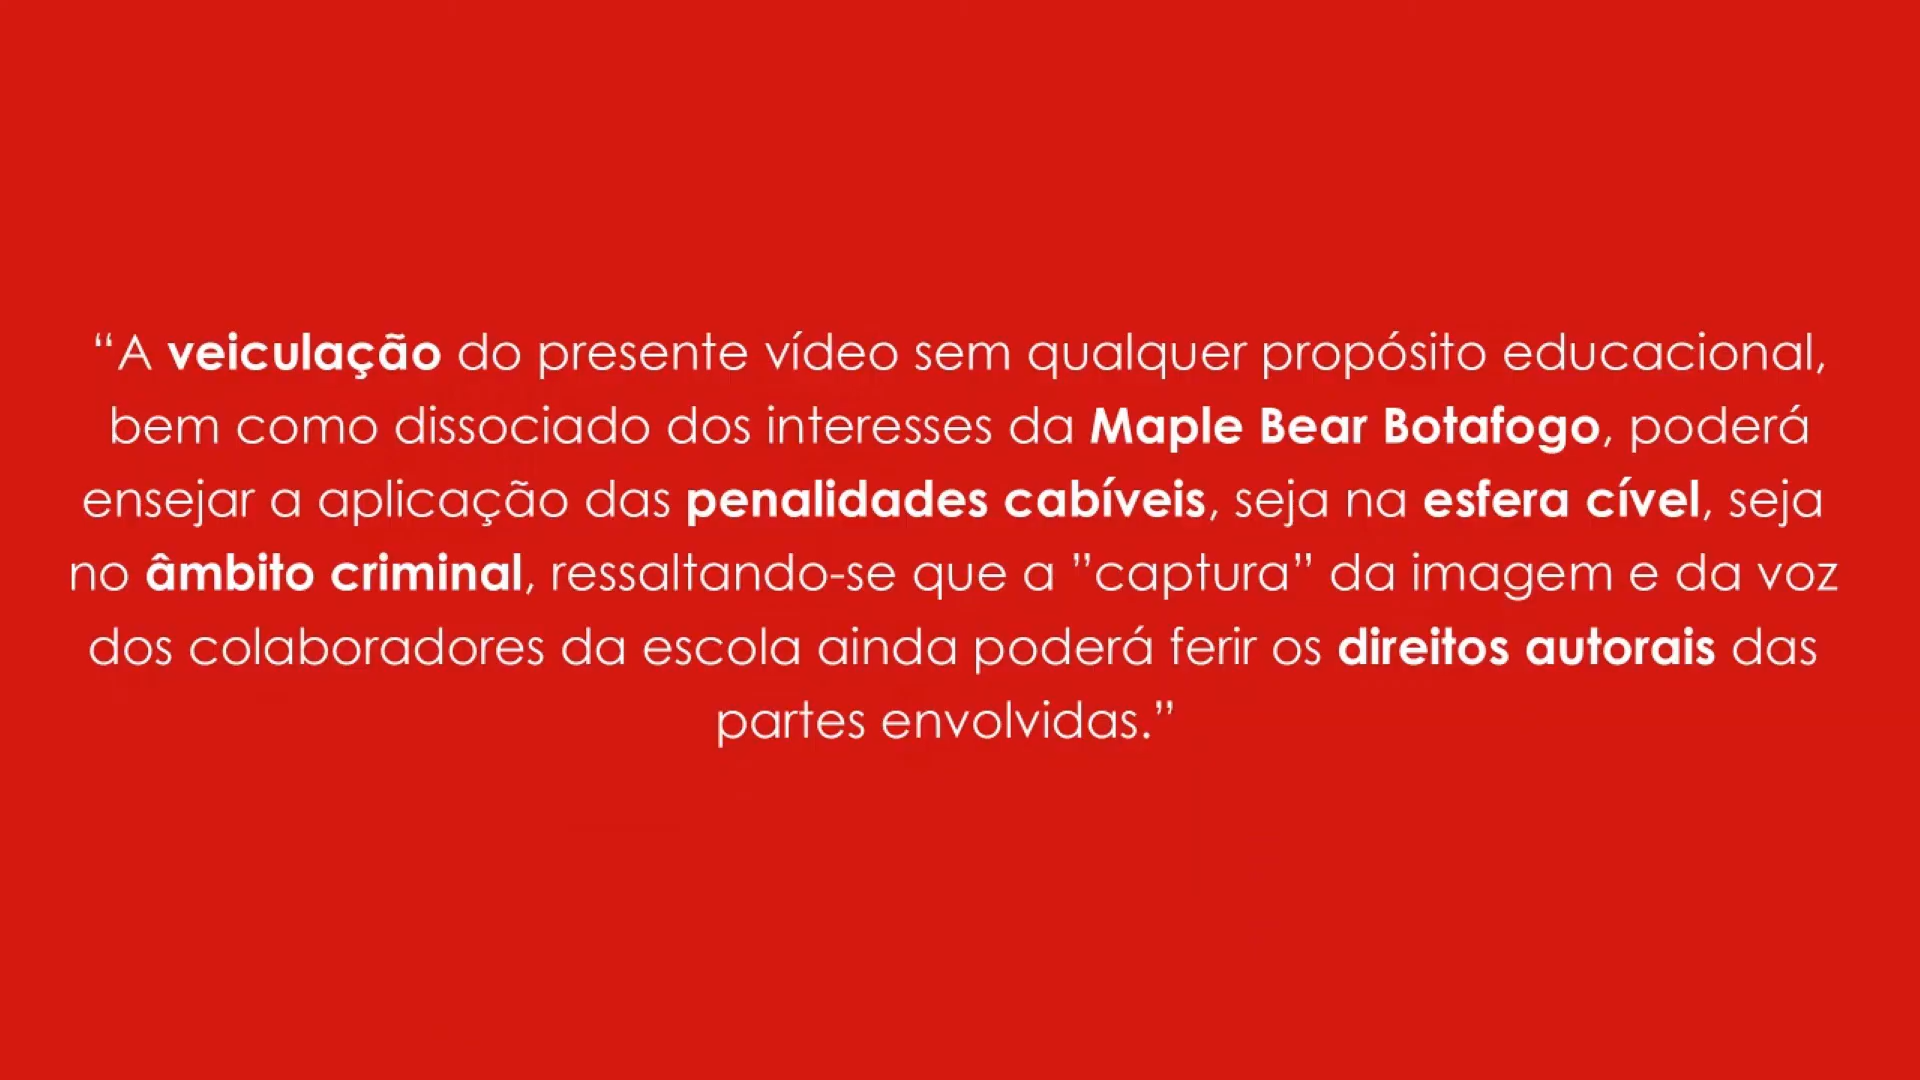 “A veiculação do presente vídeo sem qualquer propósito educacional,
bem como dissociado dos interesses da Maple Bear Botafogo, poderá
ensejar a aplicação das penalidades cabíveis, seja na esfera cível, seja
no âmbito criminal, ressaltando-se que a ”captura” da imagem e da voz
dos colaboradores da escola ainda poderá ferir os direitos autorais das
partes envolvidas.”